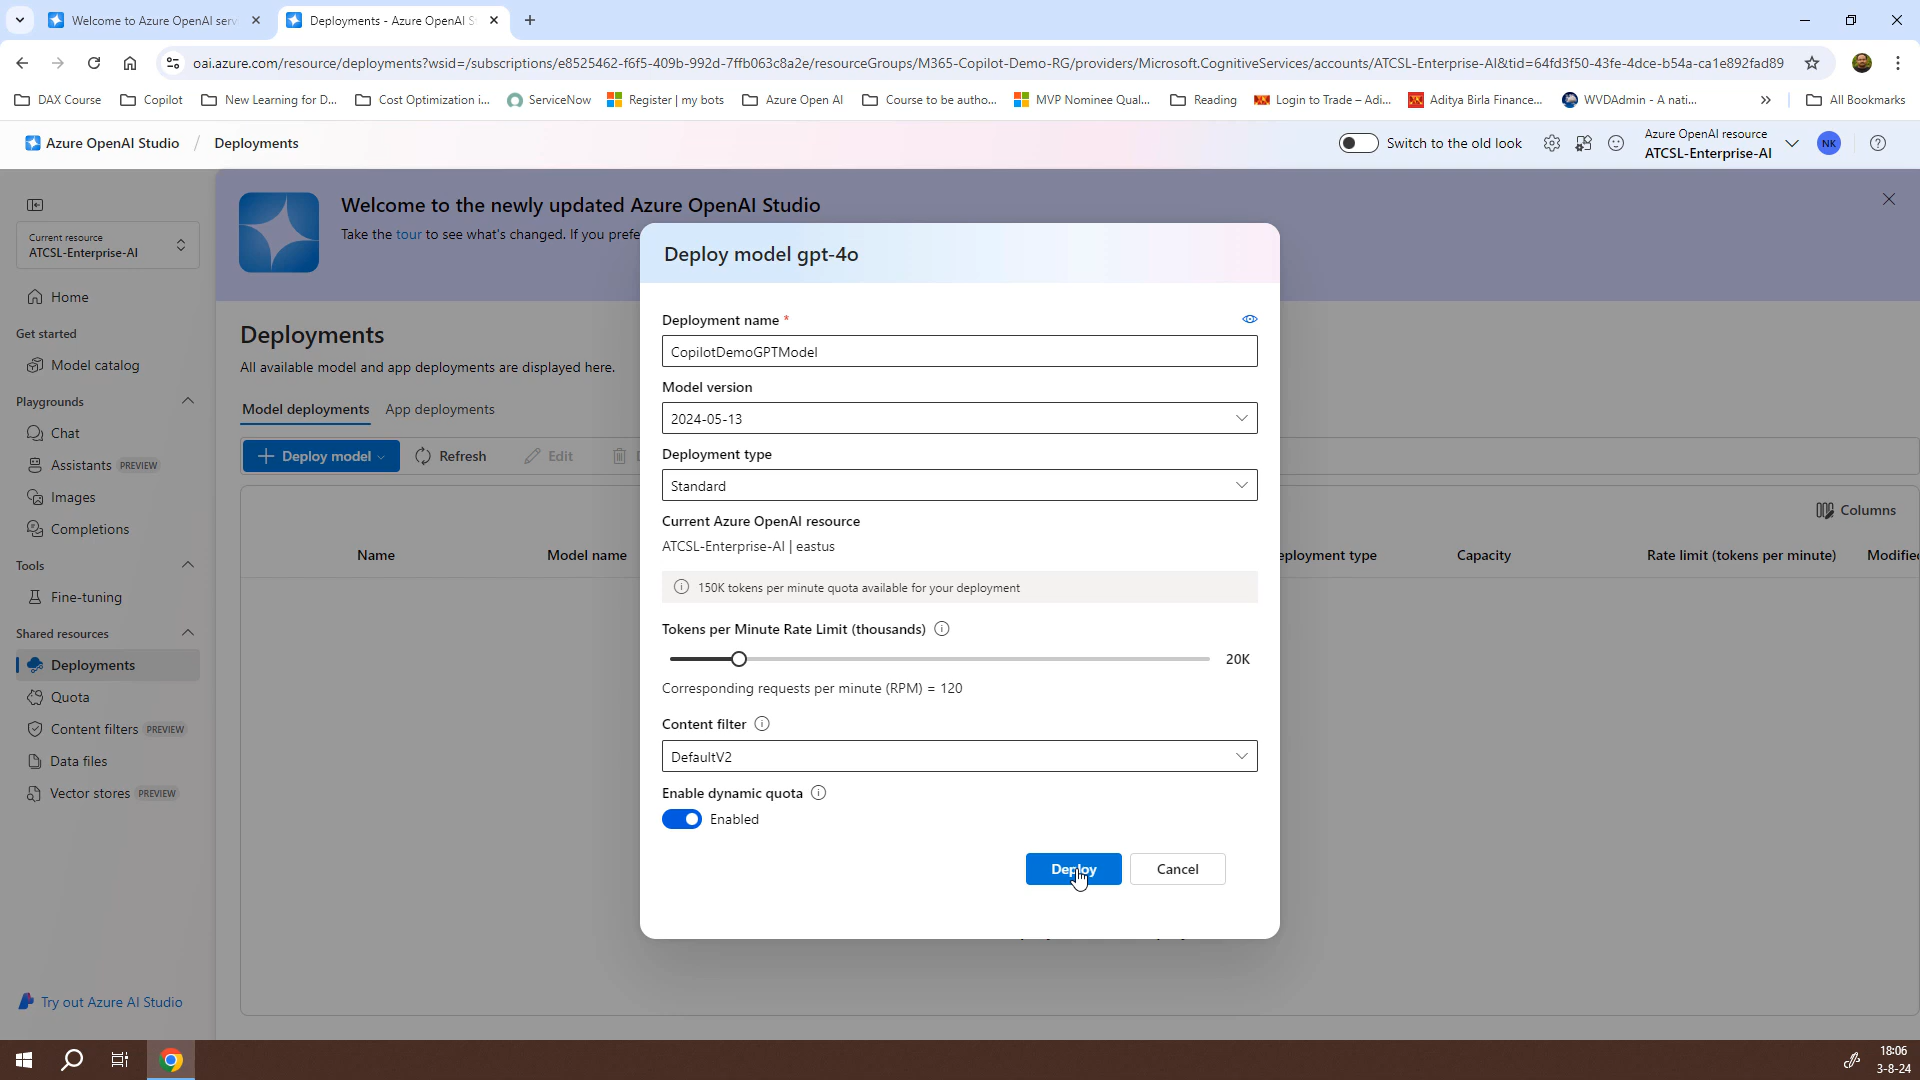 Welcome to Azure OpenAI serv
Deployments - Azure OpenAI S
oai.azure.com/resource/deployments?wsid=/subscriptions/e8525462-f6f5-409b-992d-7ffb063c8a2e/resourceGroups/M365-Copilot-Demo-RG/providers/Microsoft.CognitiveServices/accounts/ATCSL-Enterprise-AI&tid=64fd3f50-43fe-4dce-b54a-ca1e892fad89
DAX Course Copilot New Learning for D... Cost Optimization i... ServiceNow Register | my bots Azure Open AI Course to be autho... MVP Nominee Qual... Reading Login to Trade – Adi... Aditya Birla Finance... WVDAdmin - A nati... » All Bookmarks
Azure OpenAI Studio / Deployments
Switch to the old look
Azure OpenAI resource
ATCSL-Enterprise-AI
NK
Current resource
ATCSL-Enterprise-AI
Home
Get started
Model catalog
Playgrounds
Chat
Assistants PREVIEW
Images
Completions
Tools
Fine-tuning
Shared resources
Deployments
Quota
Content filters PREVIEW
Data files
Vector stores PREVIEW
Try out Azure AI Studio
Welcome to the newly updated Azure OpenAI Studio
Take the tour to see what's changed. If you prefe
Deployments
All available model and app deployments are displayed here.
Model deployments App deployments
Deploy model Refresh Edit
Columns
Name Model name eployment type Capacity Rate limit (tokens per minute) Modifie
Deploy model gpt-4o
Deployment name *
CopilotDemoGPTModel
Model version
2024-05-13
Deployment type
Standard
Current Azure OpenAI resource
ATCSL-Enterprise-AI | eastus
150K tokens per minute quota available for your deployment
Tokens per Minute Rate Limit (thousands)
20K
Corresponding requests per minute (RPM) = 120
Content filter
DefaultV2
Enable dynamic quota
Enabled
Deploy Cancel
18:06
3-8-24